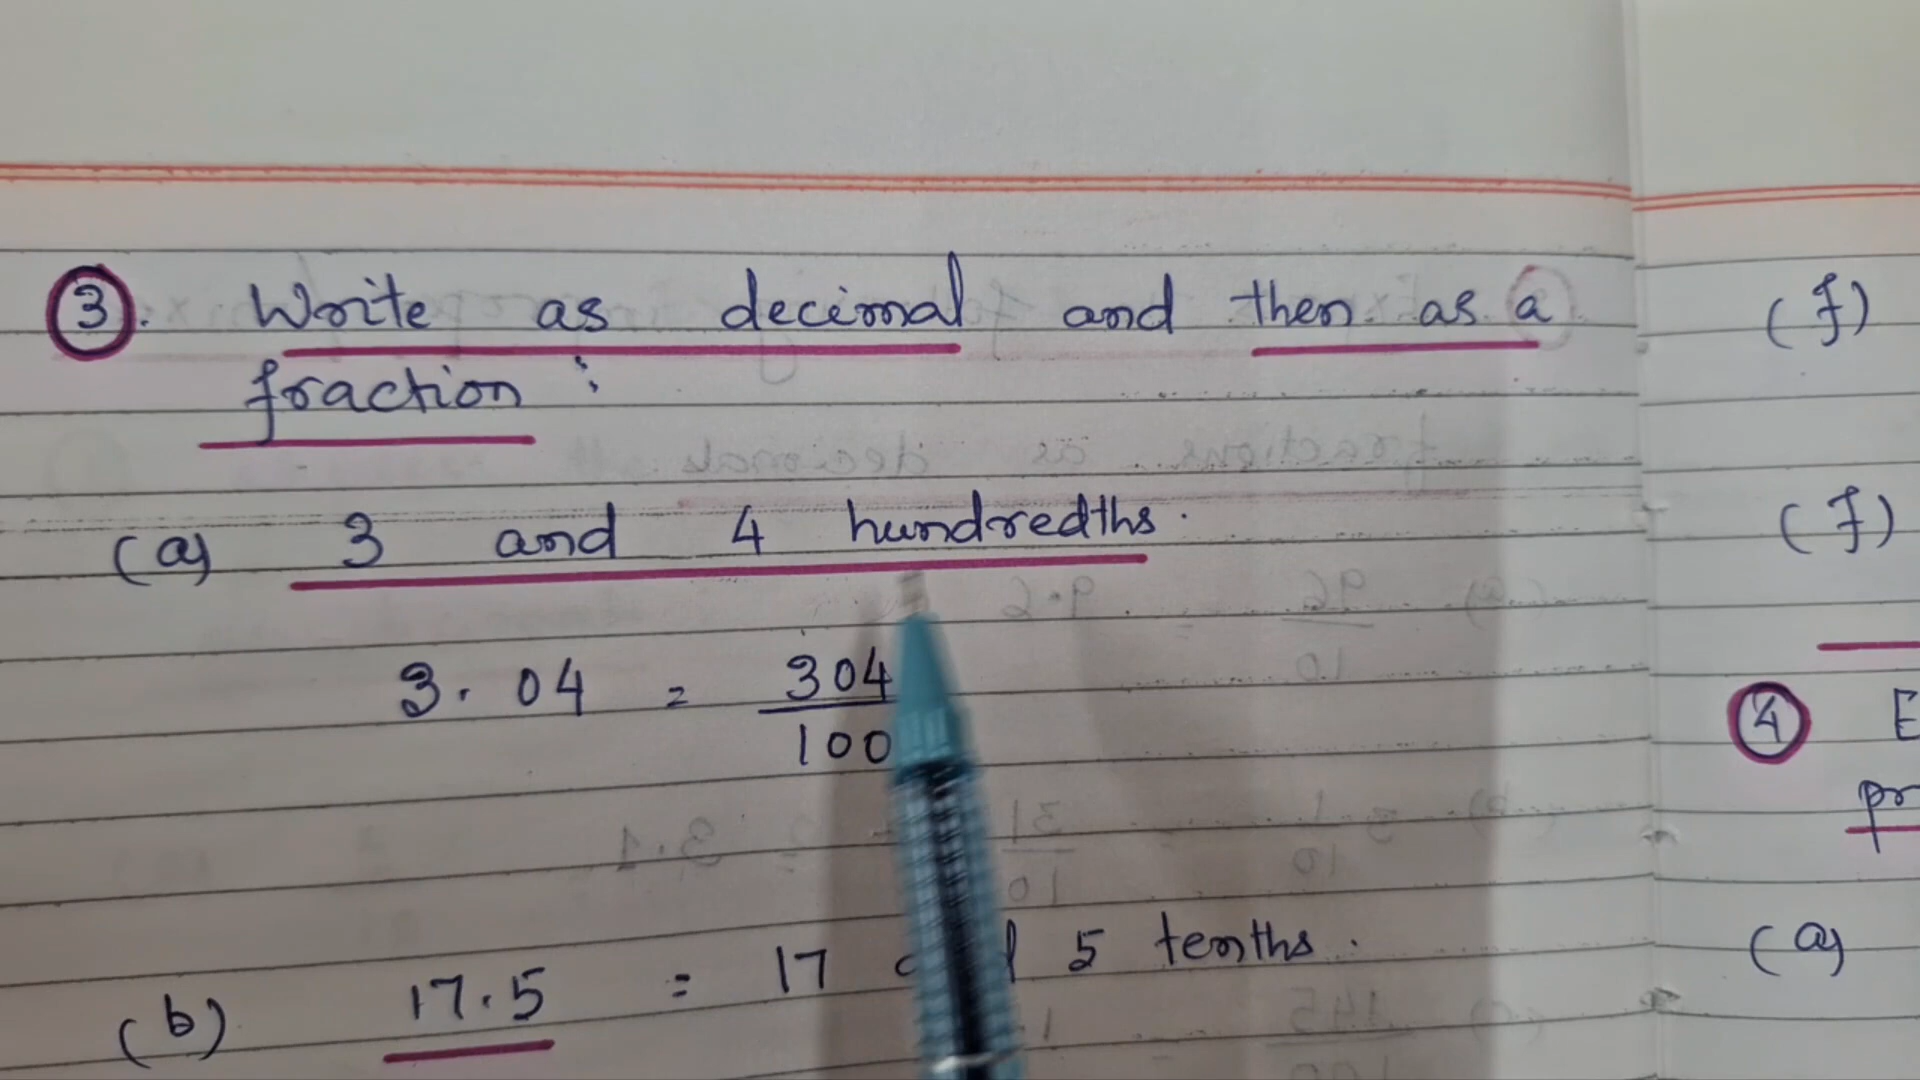 3. Write as decimal and then as a
fraction :
(a) 3 and 4 hundredths.
3.04 = 304/100
(b) 17.5 = 17 5 tenths.
(f)
(f)
4 E
pr
(a)